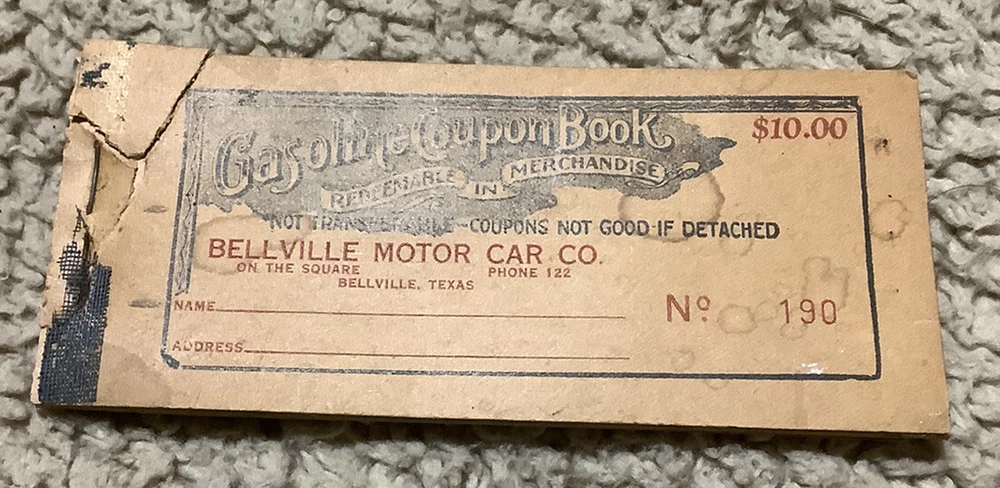 Gasoline Coupon Book
$10.00
REDEEMABLE IN MERCHANDISE
NOT TRANSFERABLE-COUPONS NOT GOOD IF DETACHED
BELLVILLE MOTOR CAR CO.
ON THE SQUARE PHONE 122
BELLVILLE, TEXAS
NAME
Nº 190
ADDRESS